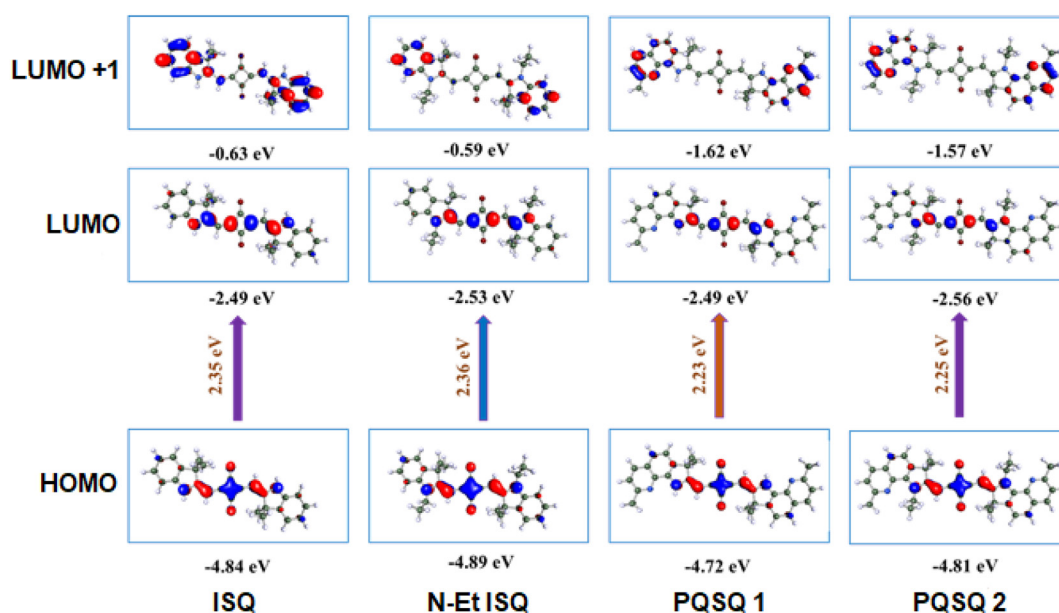 LUMO +1
-0.63 eV
-0.59 eV
-1.62 eV
-1.57 eV
LUMO
-2.49 eV
-2.53 eV
-2.49 eV
-2.56 eV
2.35 eV
2.36 eV
2.23 eV
2.25 eV
HOMO
-4.84 eV
-4.89 eV
-4.72 eV
-4.81 eV
ISQ
N-Et ISQ
PQSQ 1
PQSQ 2